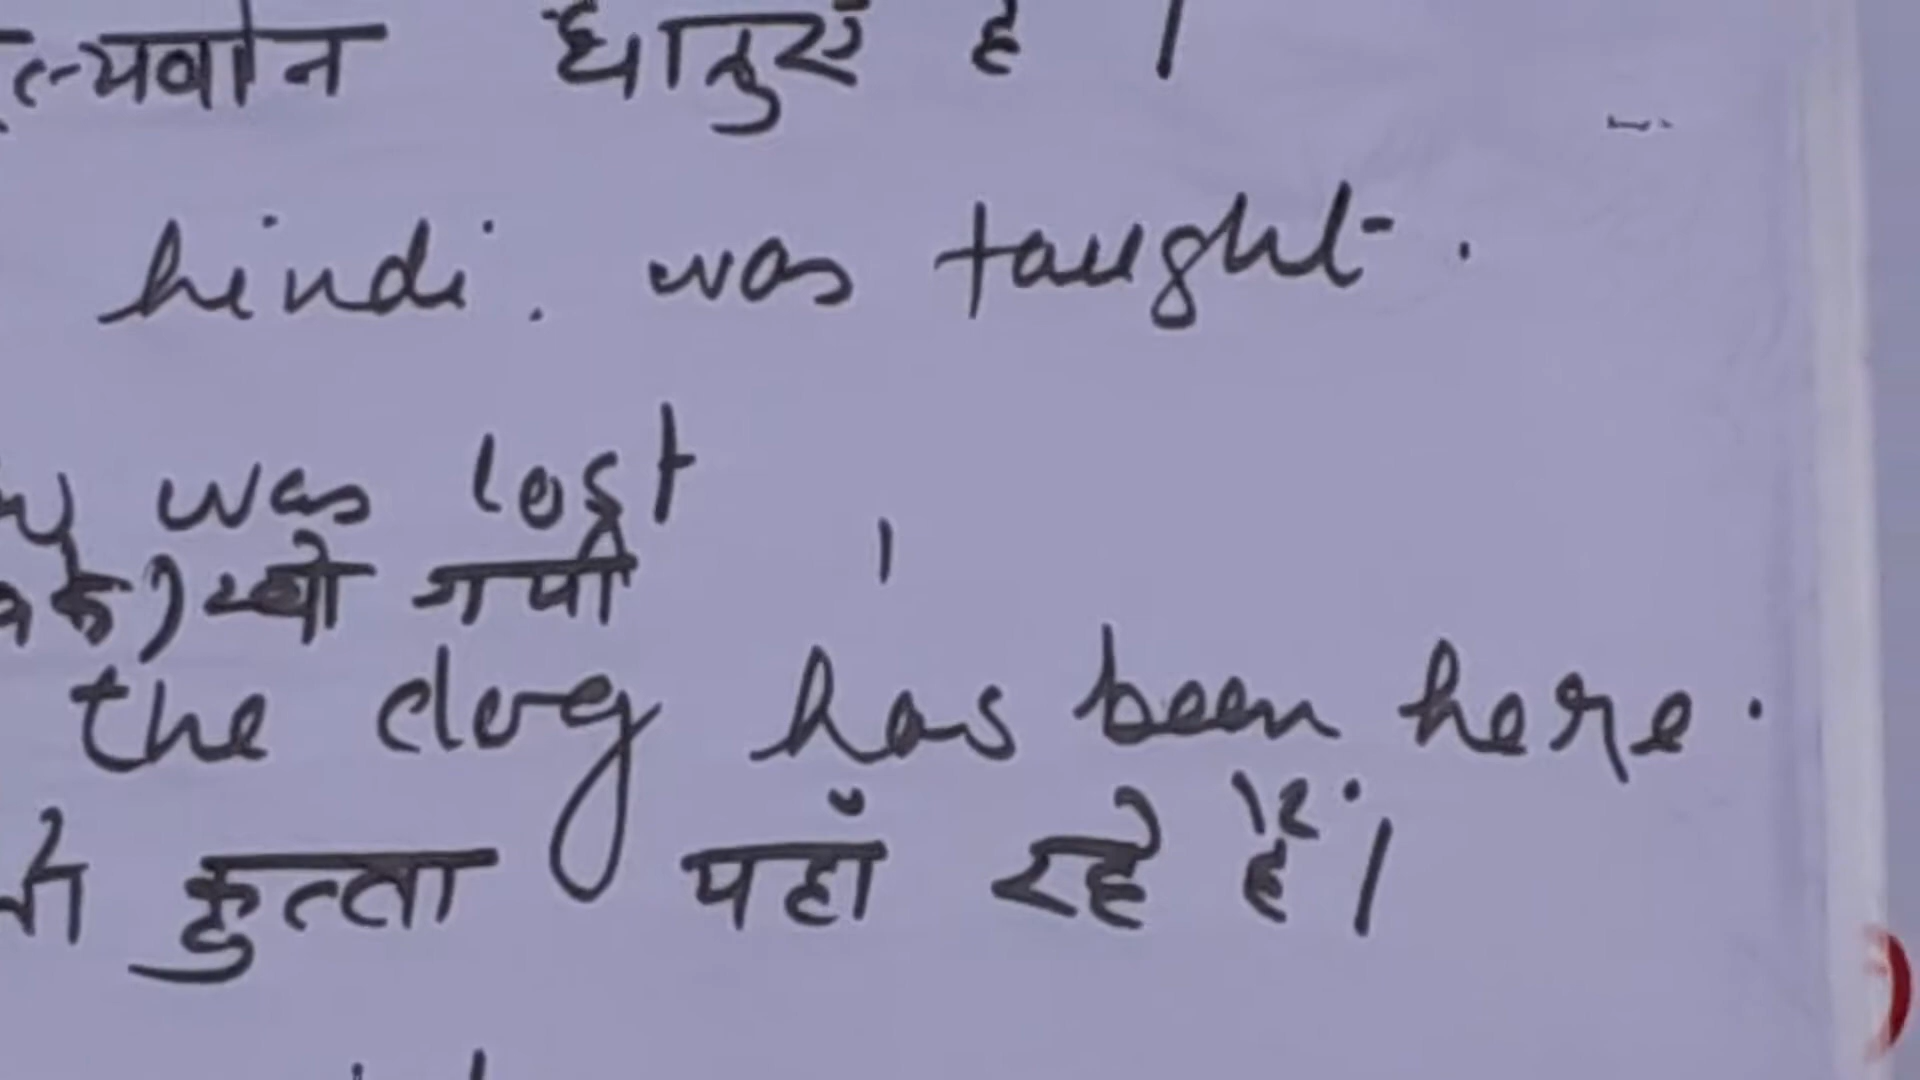 धातुएं है ।
hindi. was taught.
was lost
खो गयी ।
the dog has been here.
कुत्ता यहाँ रहे हैं।